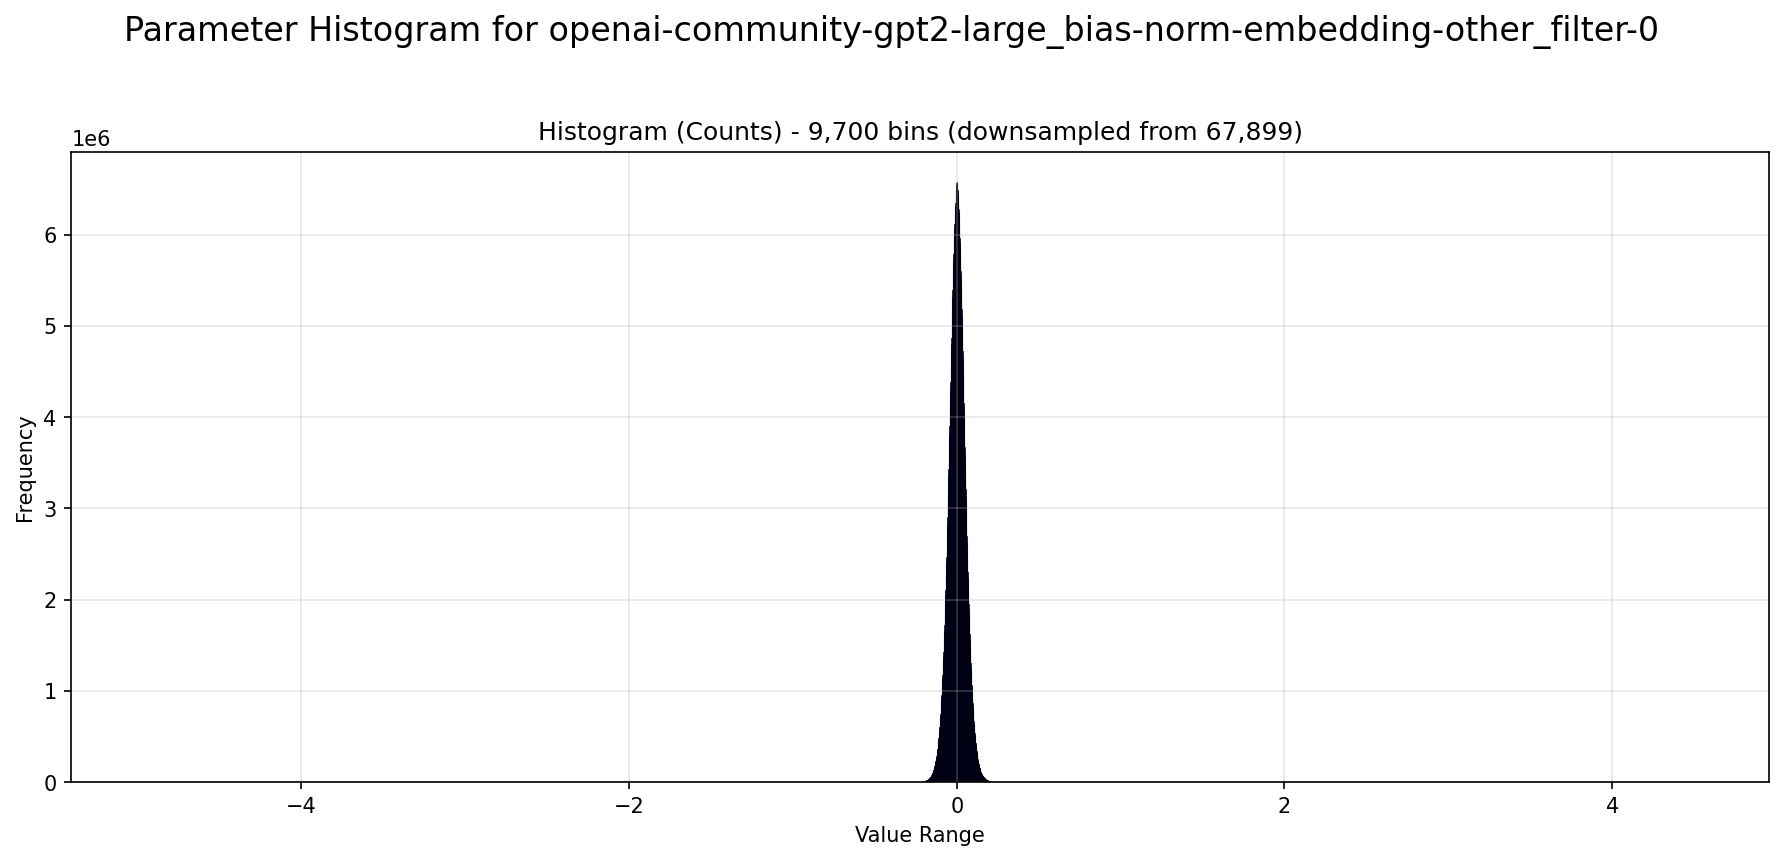 Parameter Histogram for openai-community-gpt2-large_bias-norm-embedding-other_filter-0
Histogram (Counts) - 9,700 bins (downsampled from 67,899)
1e6
6
5
4
3
2
1
0
Frequency
−4 −2 0 2 4
Value Range